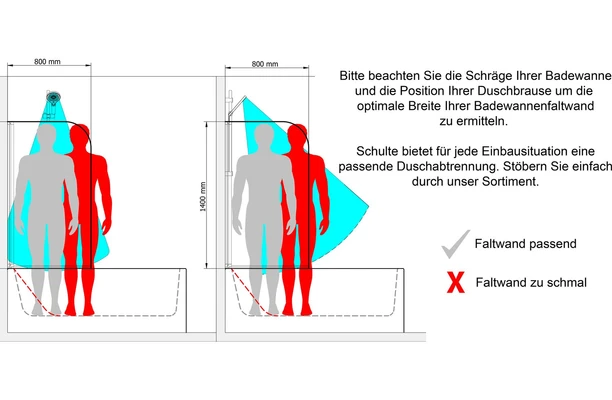 800 mm
800 mm
1400 mm
Bitte beachten Sie die Schräge Ihrer Badewanne
und die Position Ihrer Duschbrause um die
optimale Breite Ihrer Badewannenfaltwand
zu ermitteln.
Schulte bietet für jede Einbausituation eine
passende Duschabtrennung. Stöbern Sie einfach
durch unser Sortiment.
Faltwand passend
X Faltwand zu schmal